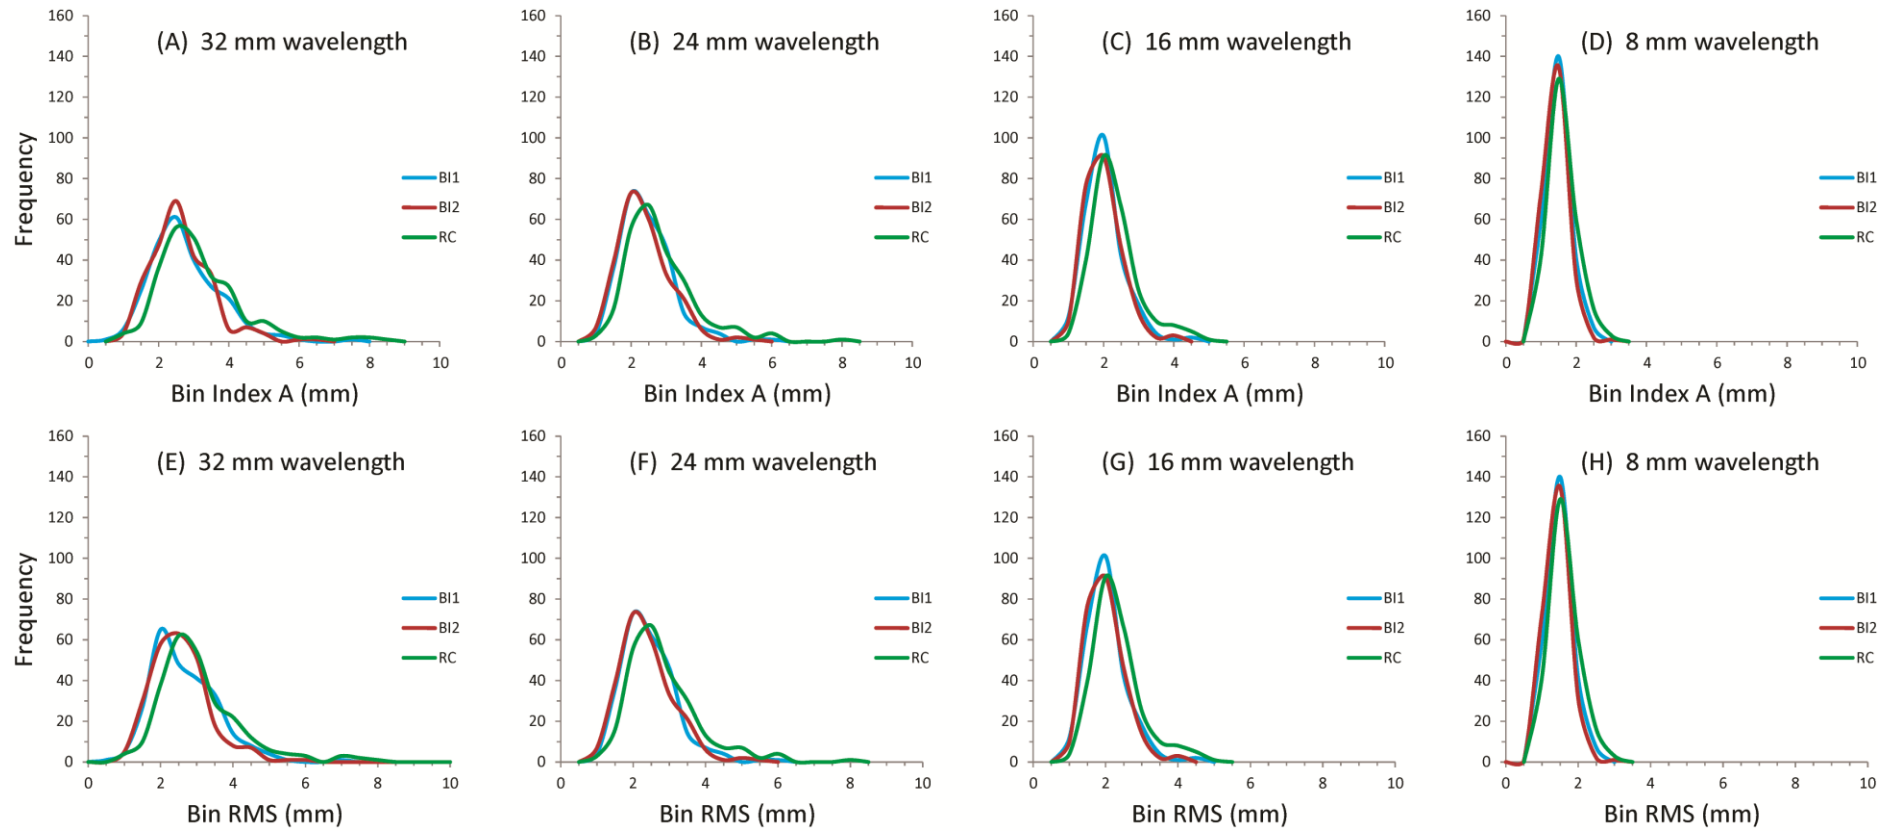 (A) 32 mm wavelength
Frequency
160
140
120
100
80
60
40
20
0
0 2 4 6 8 10
BI1
BI2
RC
Bin Index A (mm)
(B) 24 mm wavelength
160
140
120
100
80
60
40
20
0
0 2 4 6 8 10
BI1
BI2
RC
Bin Index A (mm)
(C) 16 mm wavelength
160
140
120
100
80
60
40
20
0
0 2 4 6 8 10
BI1
BI2
RC
Bin Index A (mm)
(D) 8 mm wavelength
160
140
120
100
80
60
40
20
0
0 2 4 6 8 10
BI1
BI2
RC
Bin Index A (mm)
(E) 32 mm wavelength
Frequency
160
140
120
100
80
60
40
20
0
0 2 4 6 8 10
BI1
BI2
RC
Bin RMS (mm)
(F) 24 mm wavelength
160
140
120
100
80
60
40
20
0
0 2 4 6 8 10
BI1
BI2
RC
Bin RMS (mm)
(G) 16 mm wavelength
160
140
120
100
80
60
40
20
0
0 2 4 6 8 10
BI1
BI2
RC
Bin RMS (mm)
(H) 8 mm wavelength
160
140
120
100
80
60
40
20
0
0 2 4 6 8 10
BI1
BI2
RC
Bin RMS (mm)